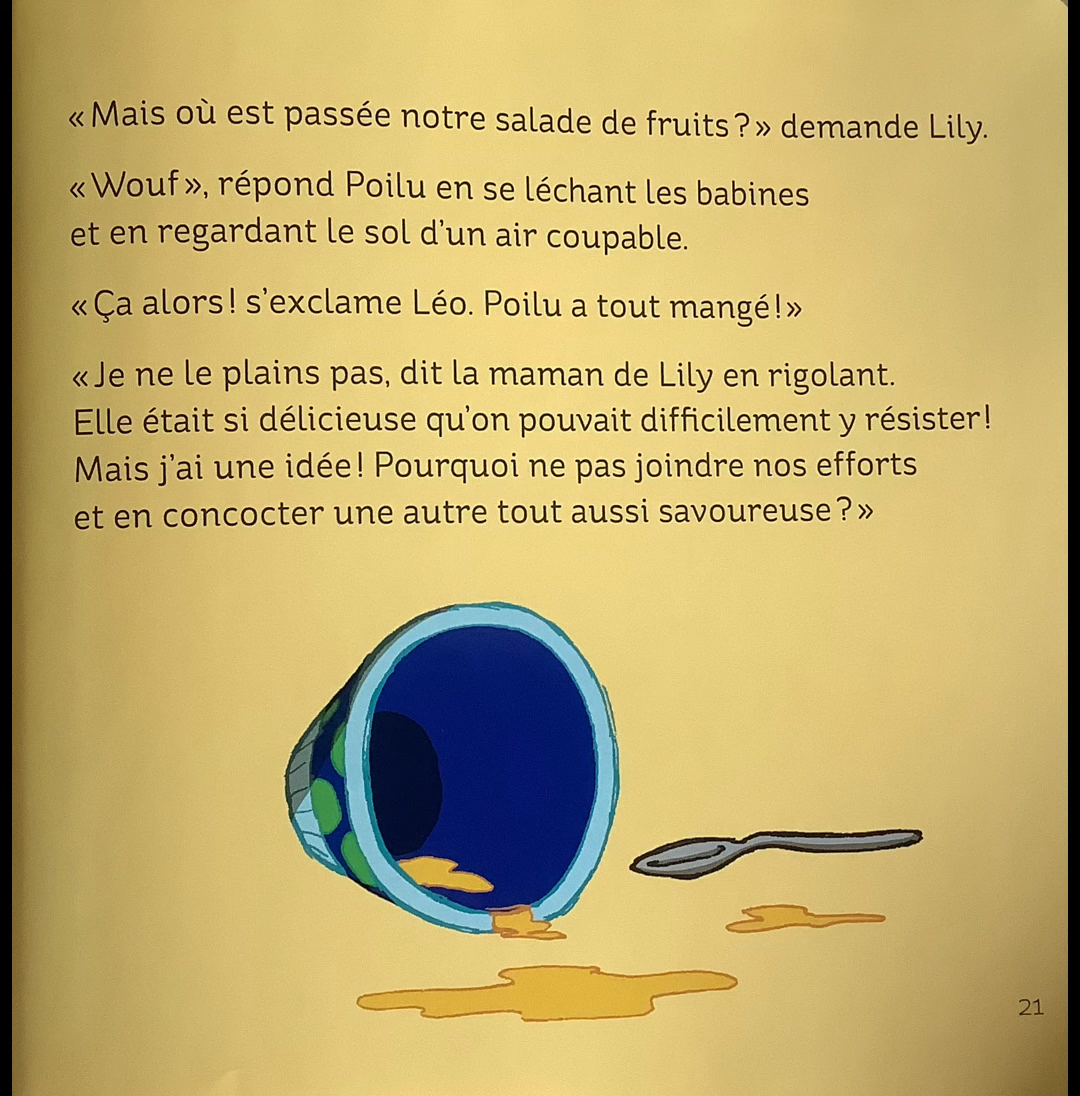 « Mais où est passée notre salade de fruits ? » demande Lily.
« Wouf », répond Poilu en se léchant les babines
et en regardant le sol d'un air coupable.
« Ça alors ! s'exclame Léo. Poilu a tout mangé ! »
« Je ne le plains pas, dit la maman de Lily en rigolant.
Elle était si délicieuse qu'on pouvait difficilement y résister !
Mais j'ai une idée ! Pourquoi ne pas joindre nos efforts
et en concocter une autre tout aussi savoureuse ? »
21